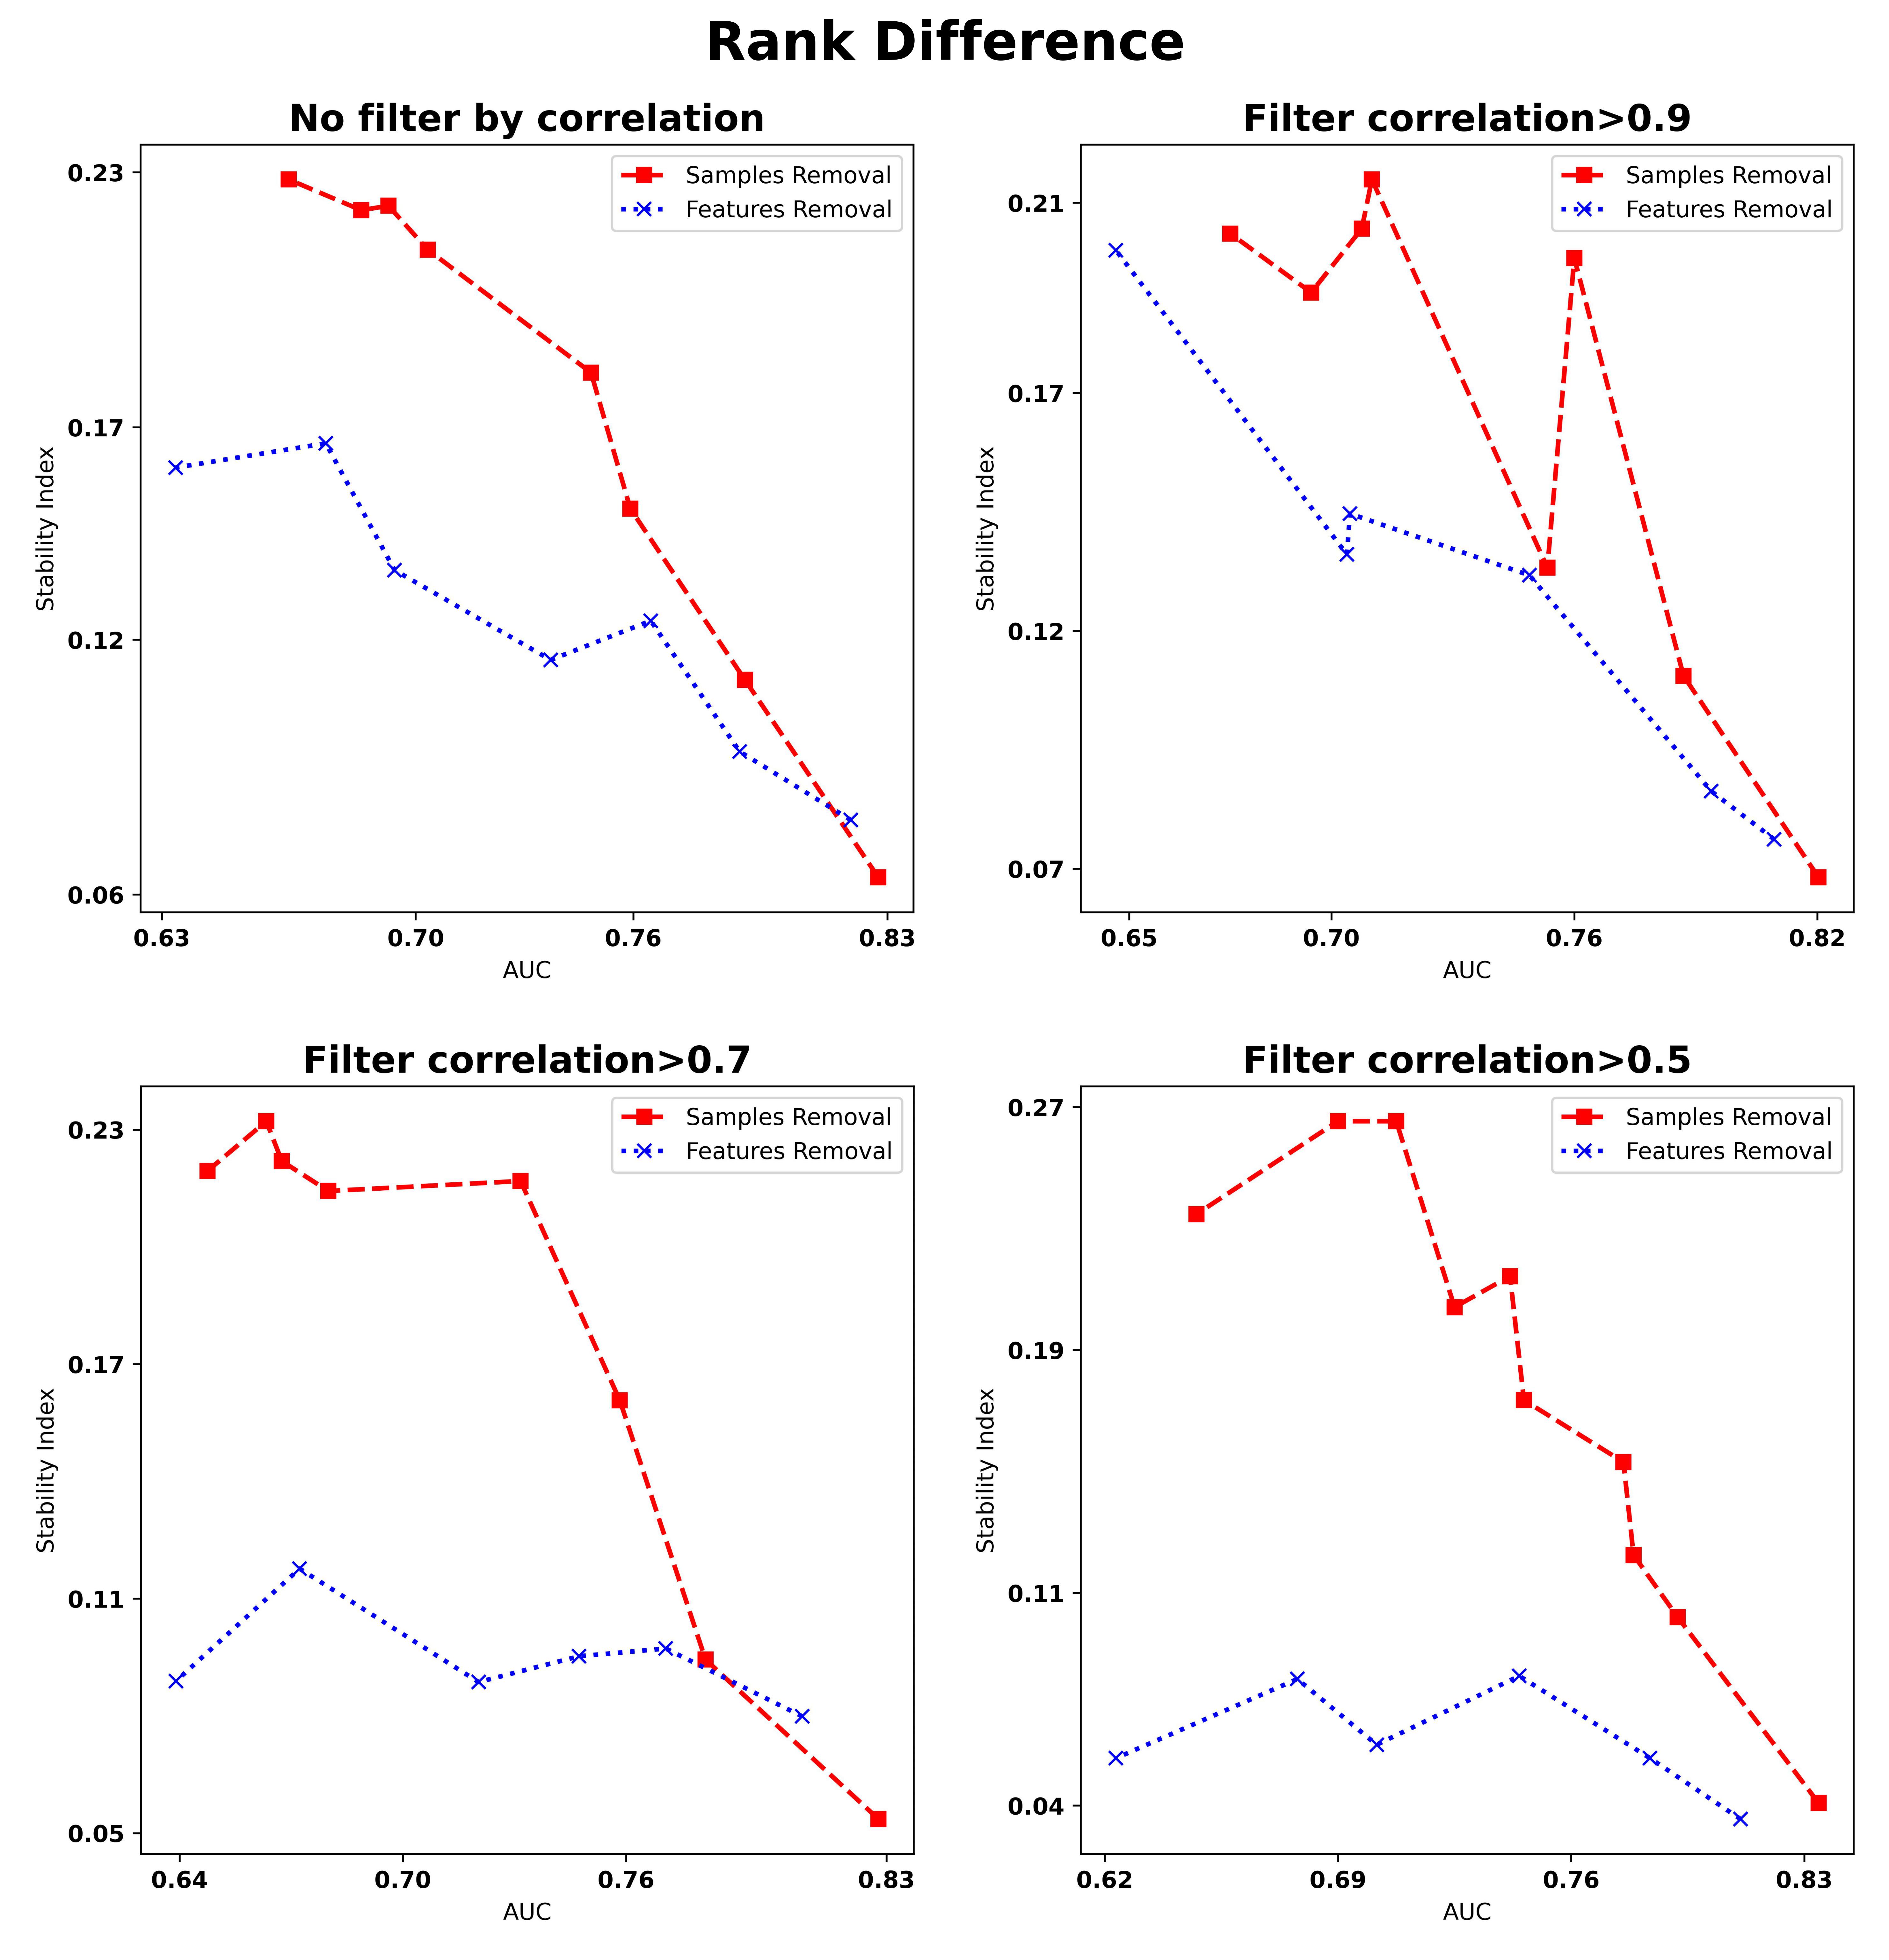 Rank Difference
No filter by correlation
Samples Removal
Features Removal
0.23
0.17
0.12
0.06
Stability Index
0.63 0.70 0.76 0.83
AUC
Filter correlation>0.9
Samples Removal
Features Removal
0.21
0.17
0.12
0.07
Stability Index
0.65 0.70 0.76 0.82
AUC
Filter correlation>0.7
Samples Removal
Features Removal
0.23
0.17
0.11
0.05
Stability Index
0.64 0.70 0.76 0.83
AUC
Filter correlation>0.5
Samples Removal
Features Removal
0.27
0.19
0.11
0.04
Stability Index
0.62 0.69 0.76 0.83
AUC